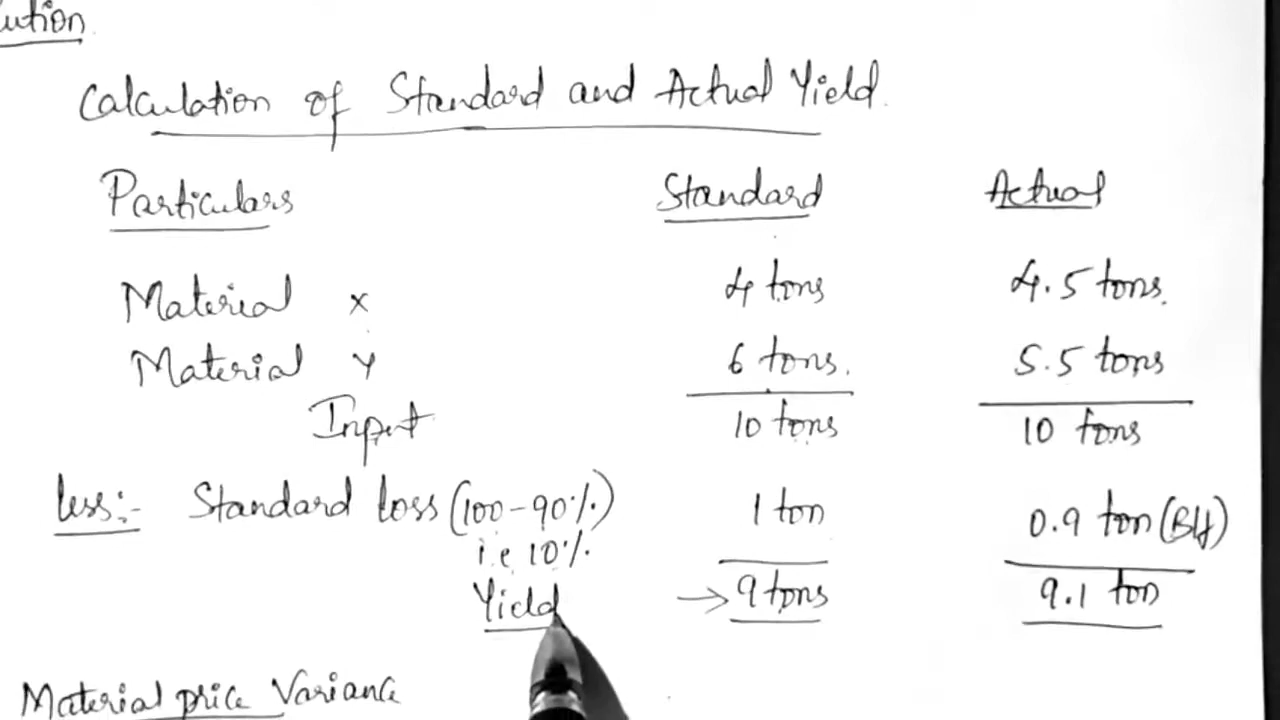 ution
Calculation of Standard and Actual Yield.
Particulars Standard Actual
Material X 4 tons 4.5 tons.
Material Y 6 tons. 5.5 tons
Input 10 tons 10 tons
Less:- Standard loss (100-90%) 1 ton 0.9 ton (B/f)
i.e 10%.
Yield → 9 tons 9.1 ton
Material price Variance